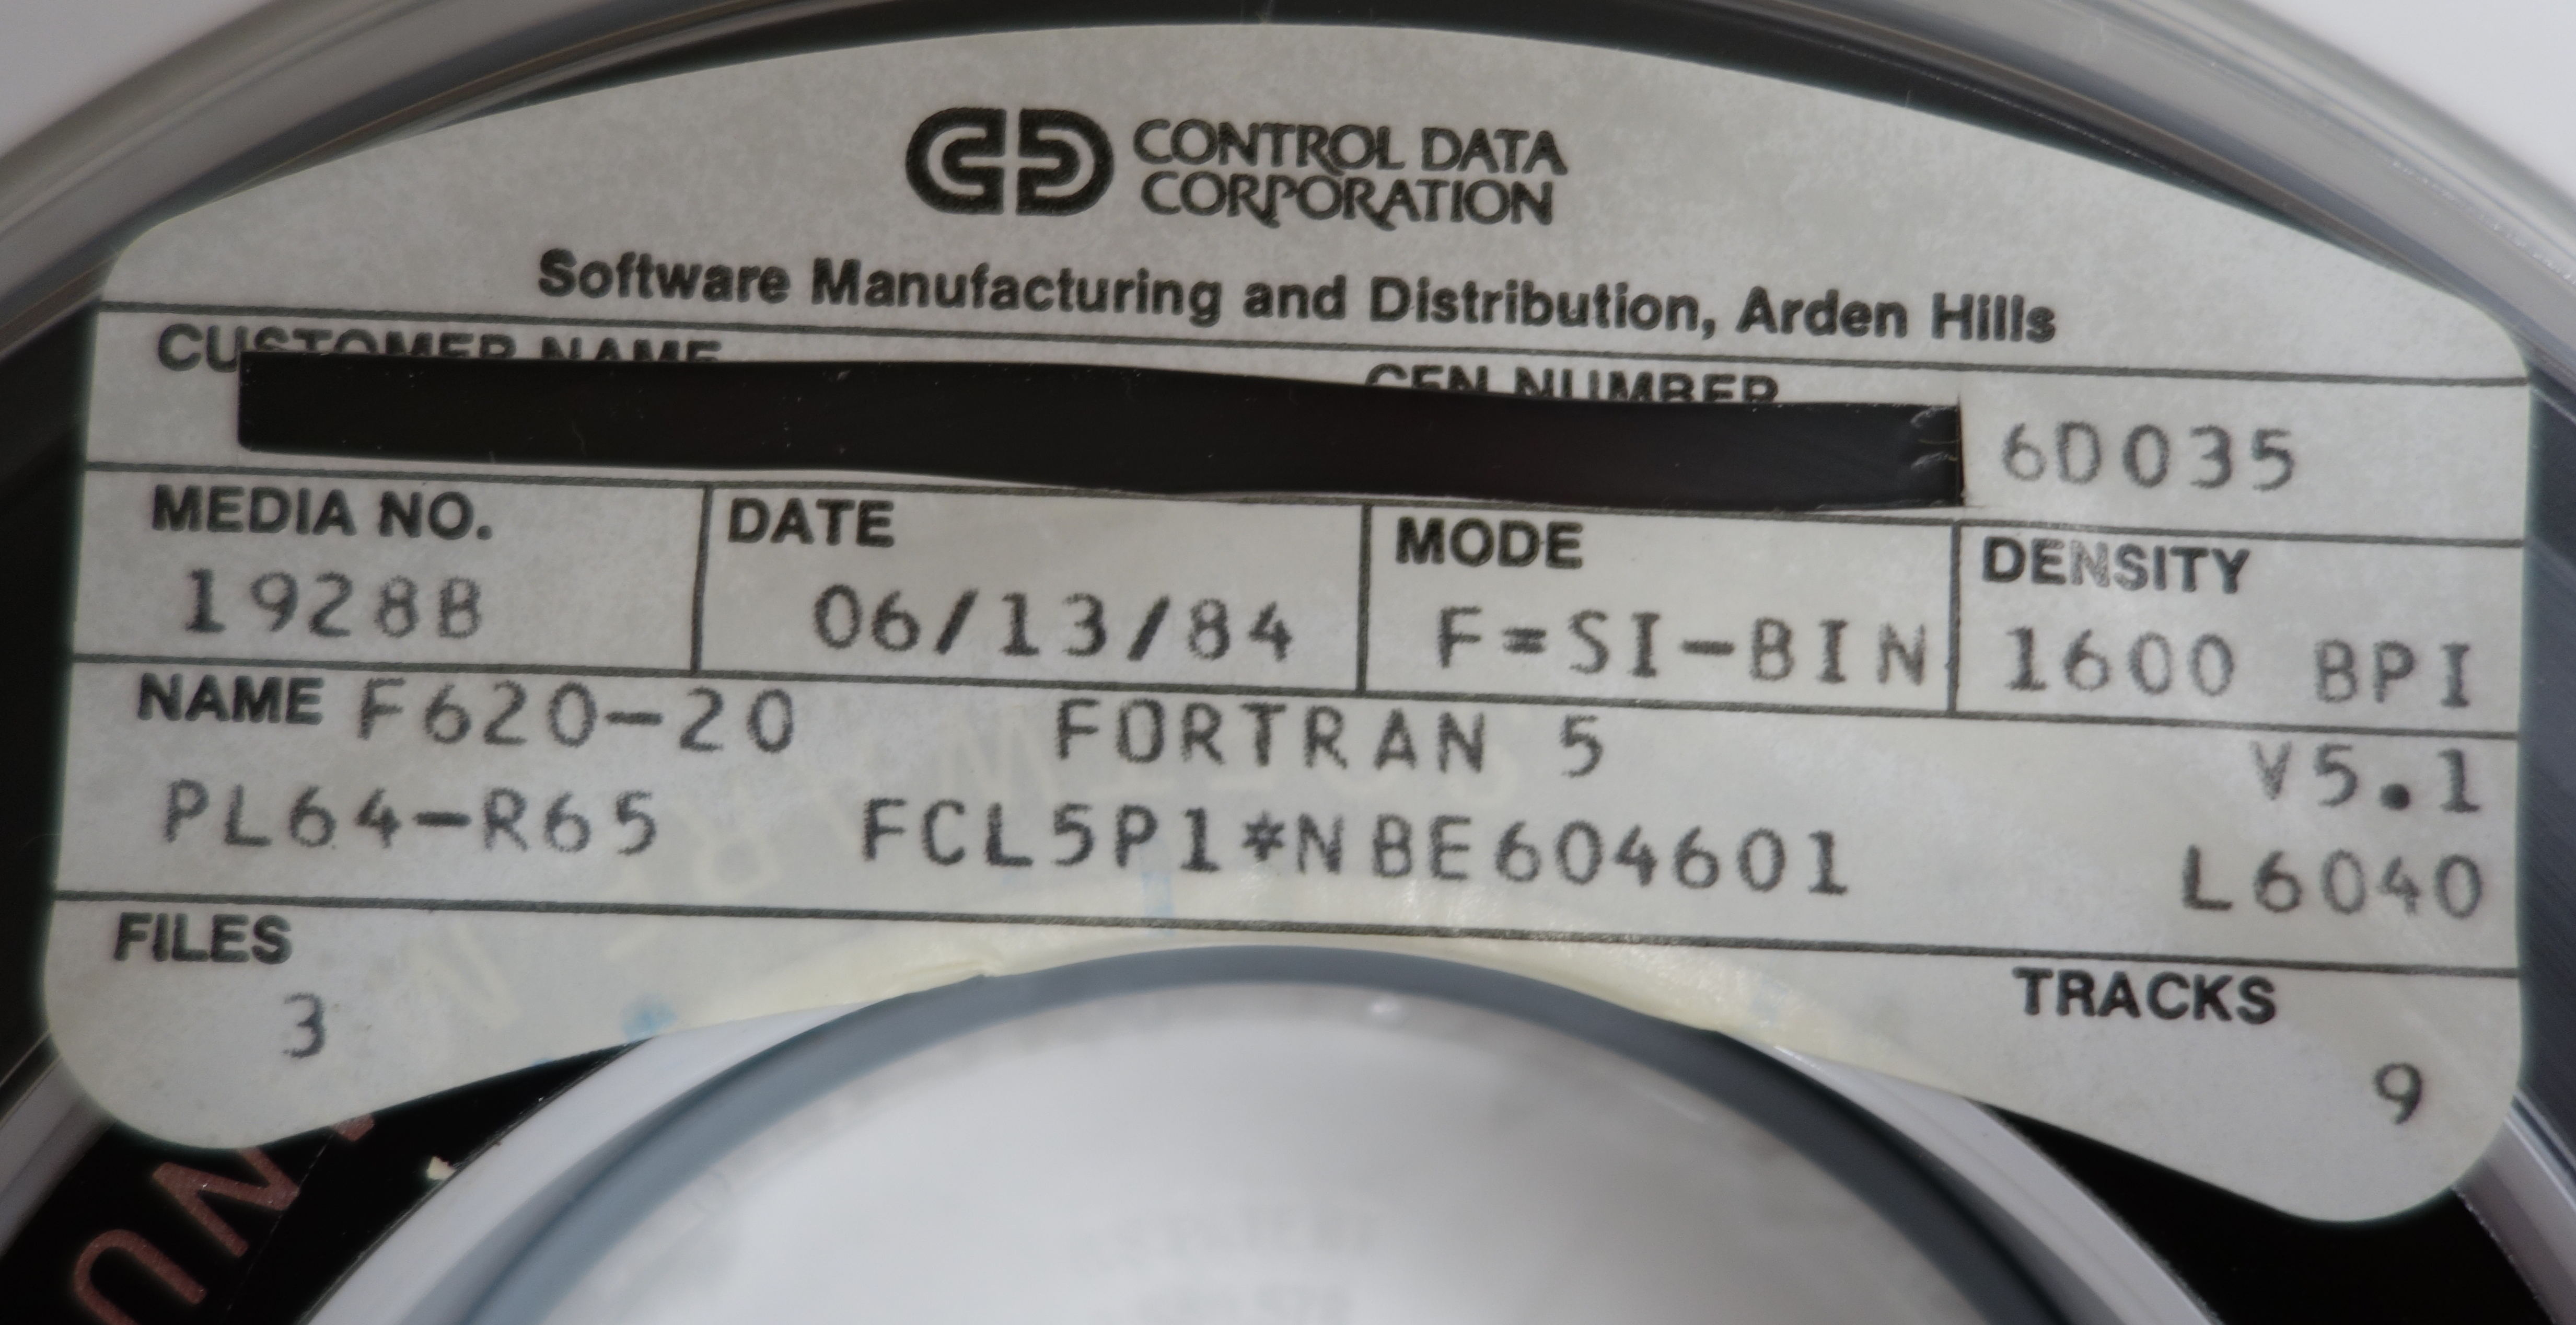 CONTROL DATA
CORPORATION
Software Manufacturing and Distribution, Arden Hills
CUSTOMER NAME CFN NUMBER
6D035
MEDIA NO. DATE MODE DENSITY
1928B 06/13/84 F=SI-BIN 1600 BPI
NAME F620-20 FORTRAN 5 V5.1
PL64-R65 FCL5P1*NBE604601 L6040
FILES TRACKS
3 9